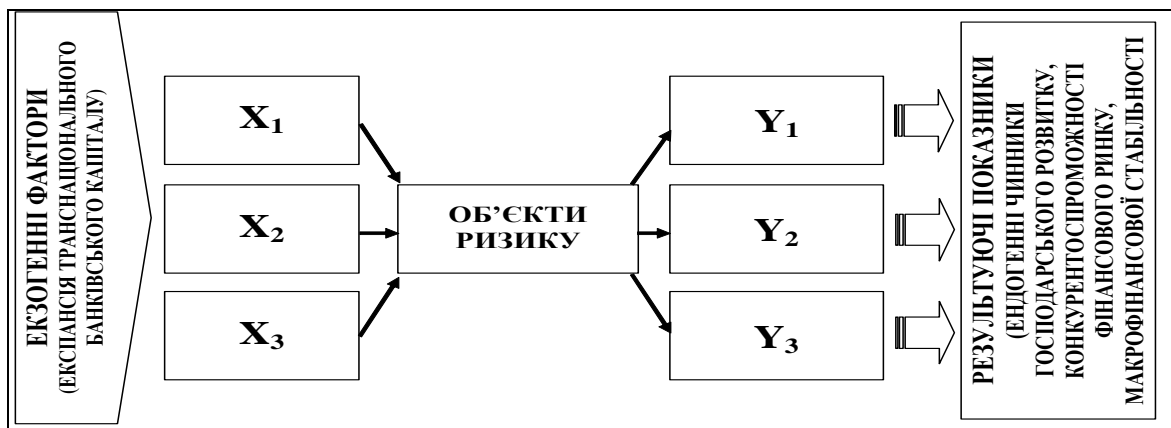 ЕКЗОГЕННІ ФАКТОРИ
(ЕКСПАНСІЯ ТРАНСНАЦІОНАЛЬНОГО
БАНКІВСЬКОГО КАПІТАЛУ)
X1
X2
X3
ОБ’ЄКТИ
РИЗИКУ
Y1
Y2
Y3
РЕЗУЛЬТУЮЧІ ПОКАЗНИКИ
(ЕНДОГЕННІ ЧИННИКИ
ГОСПОДАРСЬКОГО РОЗВИТКУ,
КОНКУРЕНТОСПРОМОЖНОСТІ
ФІНАНСОВОГО РИНКУ,
МАКРОФІНАНСОВОЇ СТАБІЛЬНОСТІ